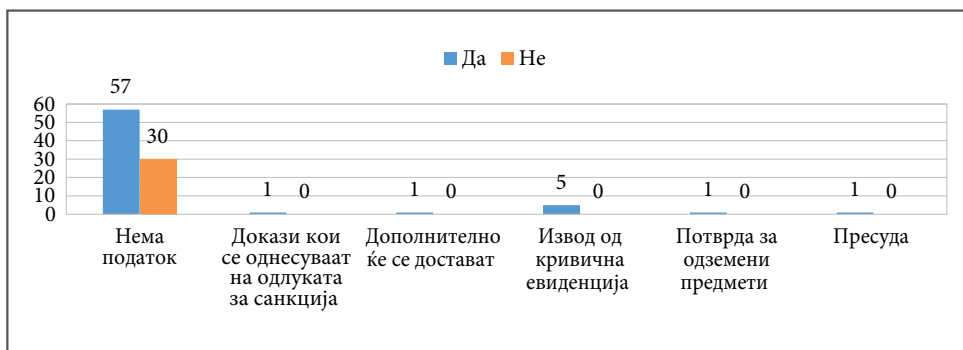 Да Не
57
30
1 0
1 0
5 0
1 0
1 0
60
50
40
30
20
10
0
Нема
податок
Докази кои
се однесуваат
на одлуката
за санкција
Дополнително
ќе се достават
Извод од
кривична
евиденција
Потврда за
одземени
предмети
Пресуда